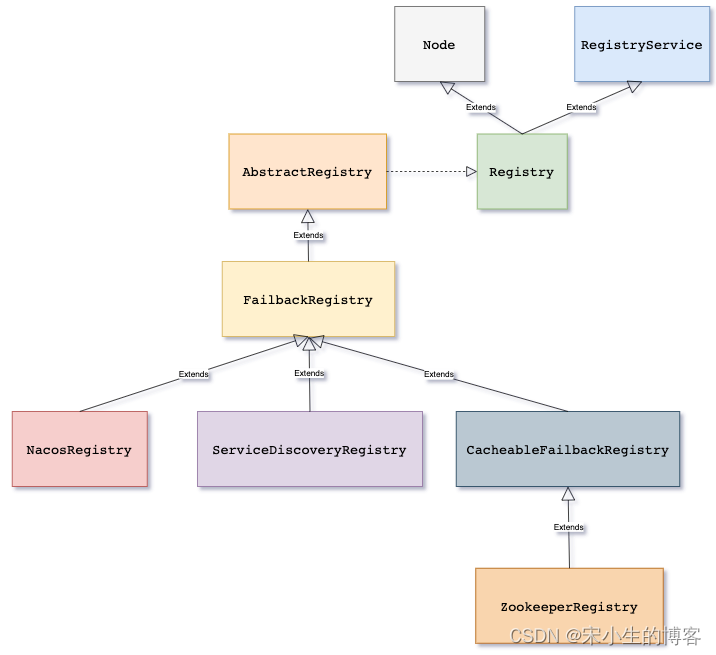 Node
RegistryService
Extends
Extends
AbstractRegistry
Registry
Extends
FailbackRegistry
Extends
Extends
Extends
NacosRegistry
ServiceDiscoveryRegistry
CacheableFailbackRegistry
Extends
ZookeeperRegistry
CSDN @宋小生的博客